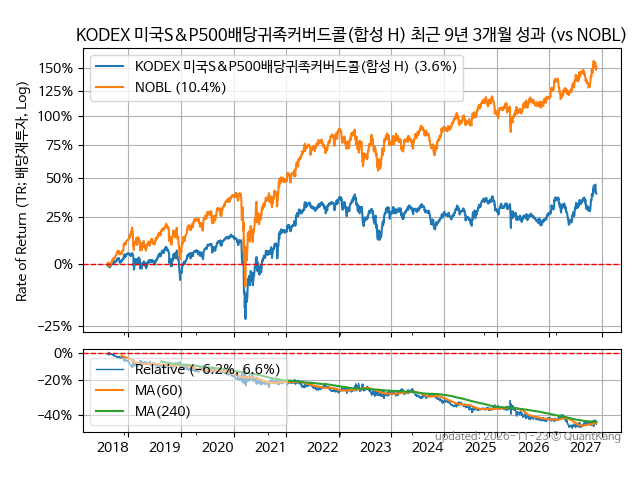 KODEX 미국S&P500배당귀족커버드콜(합성 H) 최근 9년 3개월 성과 (vs NOBL)
Rate of Return (TR: 배당재투자, Log)
150%
125%
100%
75%
50%
25%
0%
−25%
KODEX 미국S&P500배당귀족커버드콜(합성 H) (3.6%)
NOBL (10.4%)
0%
−20%
−40%
Relative (−6.2%, 6.6%)
MA(60)
MA(240)
updated: 2026-11-23 © QuantKang
2018 2019 2020 2021 2022 2023 2024 2025 2026 2027